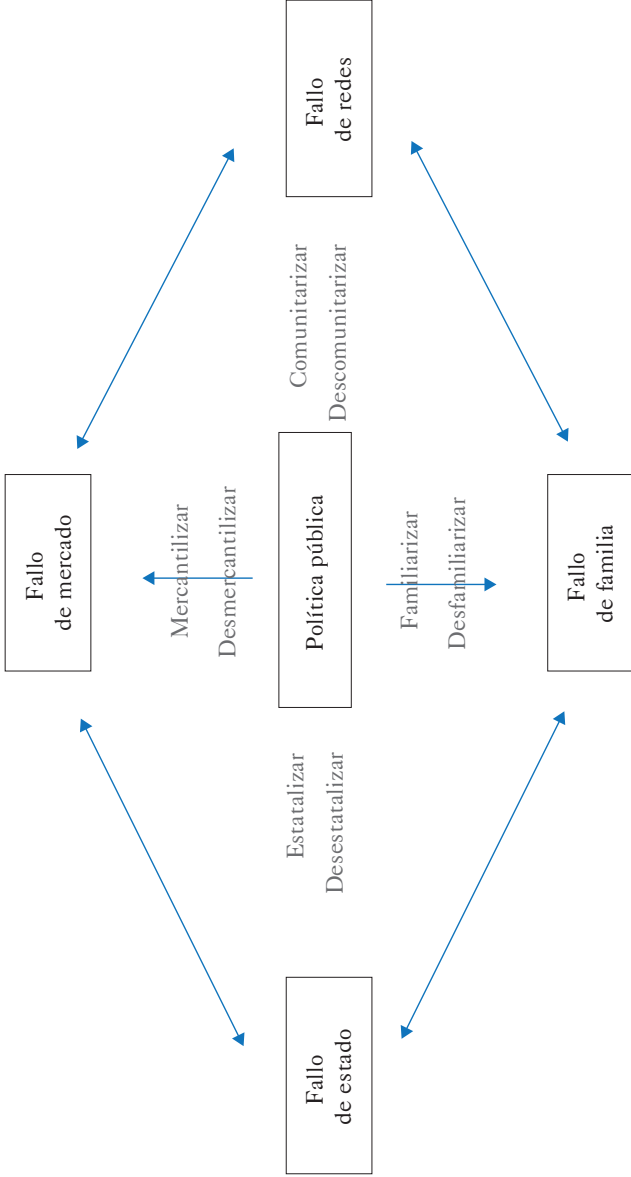 Fallo
de mercado
Mercantilizar
Desmercantilizar
Fallo
de estado
Estatalizar
Desestatalizar
Política pública
Comunitarizar
Descomunitarizar
Fallo
de redes
Familiarizar
Desfamiliarizar
Fallo
de familia